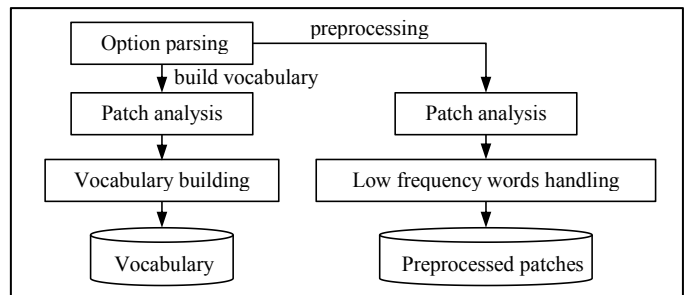 Option parsing
preprocessing
build vocabulary
Patch analysis
Patch analysis
Vocabulary building
Low frequency words handling
Vocabulary
Preprocessed patches